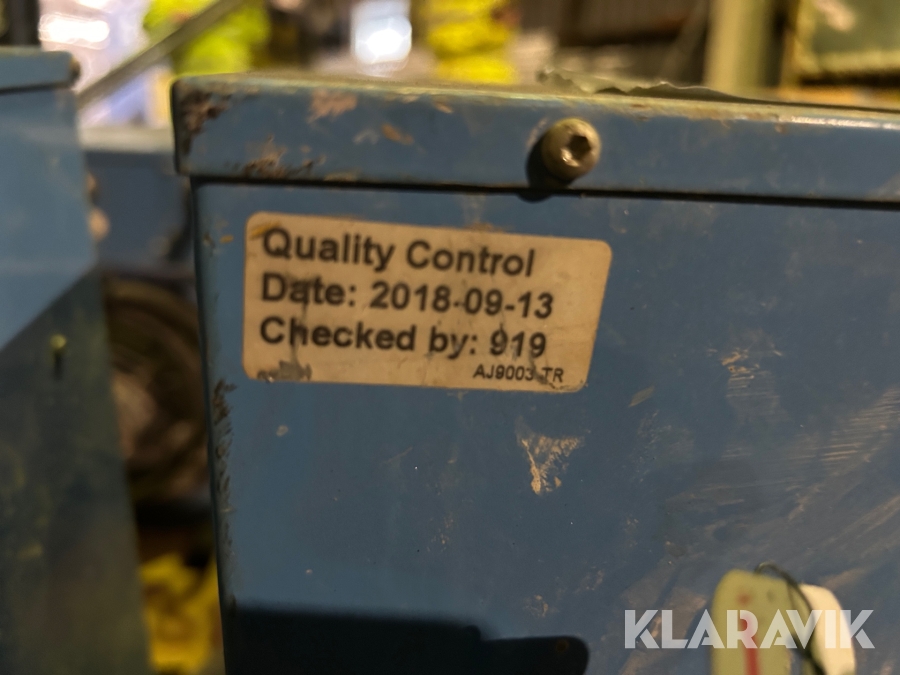 Quality Control
Date: 2018-09-13
Checked by: 919
AJ9003-TR
KLARAVIK